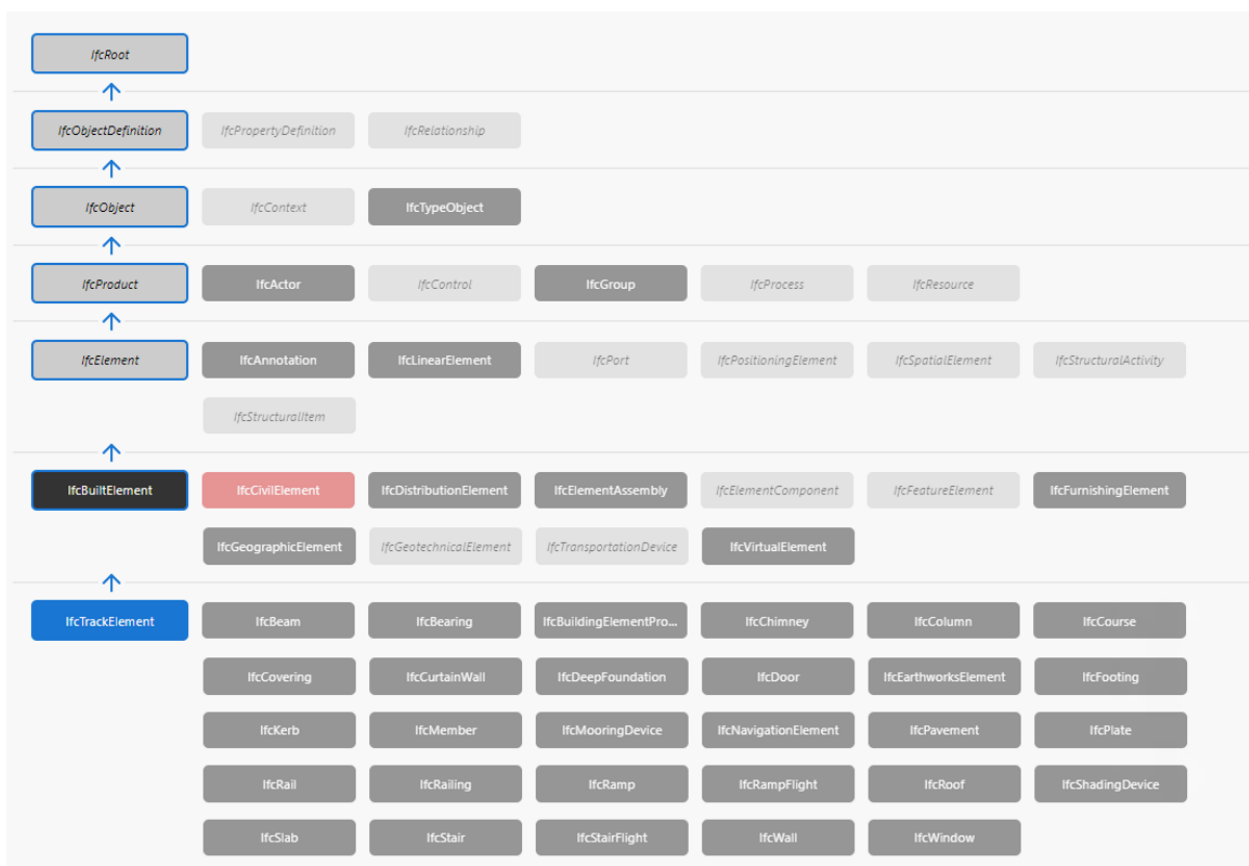 IfcRoot
IfcObjectDefinition IfcPropertyDefinition IfcRelationship
IfcObject IfcContext IfcTypeObject
IfcProduct IfcActor IfcControl IfcGroup IfcProcess IfcResource
IfcElement IfcAnnotation IfcLinearElement IfcPort IfcPositioningElement IfcSpatialElement IfcStructuralActivity
IfcStructuralItem
IfcBuiltElement IfcCivilElement IfcDistributionElement IfcElementAssembly IfcElementComponent IfcFeatureElement IfcFurnishingElement
IfcGeographicElement IfcGeotechnicalElement IfcTransportationDevice IfcVirtualElement
IfcTrackElement IfcBeam IfcBearing IfcBuildingElementPro... IfcChimney IfcColumn IfcCourse
IfcCovering IfcCurtainWall IfcDeepFoundation IfcDoor IfcEarthworksElement IfcFooting
IfcKerb IfcMember IfcMooringDevice IfcNavigationElement IfcPavement IfcPlate
IfcRail IfcRailing IfcRamp IfcRampFlight IfcRoof IfcShadingDevice
IfcSlab IfcStair IfcStairFlight IfcWall IfcWindow